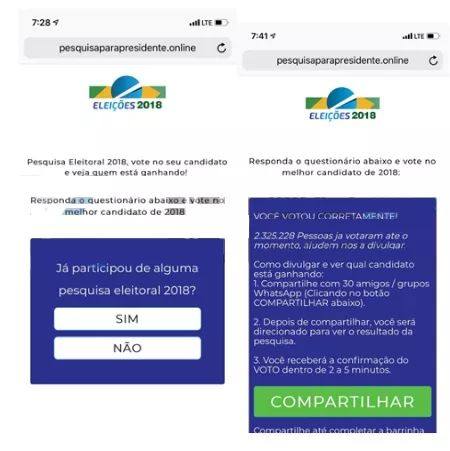 7:28
LTE
pesquisaparapresidente.online
ELEIÇÕES 2018
Pesquisa Eleitoral 2018, vote no seu candidato
e veja quem está ganhando!
Responda o questionário abaixo e vote no
melhor candidato de 2018
Já participou de alguma
pesquisa eleitoral 2018?
SIM
NÃO
7:41
LTE
pesquisaparapresidente.online
ELEIÇÕES 2018
Responda o questionário abaixo e vote no
melhor candidato de 2018:
VOCÊ VOTOU CORRETAMENTE!
2.325.228 Pessoas ja votaram ate o
momento, ajudem nos a divulgar.
Como divulgar e ver qual candidato
está ganhando:
1. Compartilhe com 30 amigos / grupos
WhatsApp (Clicando no botão
COMPARTILHAR abaixo).
2. Depois de compartilhar, você será
direcionado para ver o resultado da
pesquisa.
3. Você receberá a confirmação do
VOTO dentro de 2 a 5 minutos.
COMPARTILHAR
Compartilhe até completar a barrinha